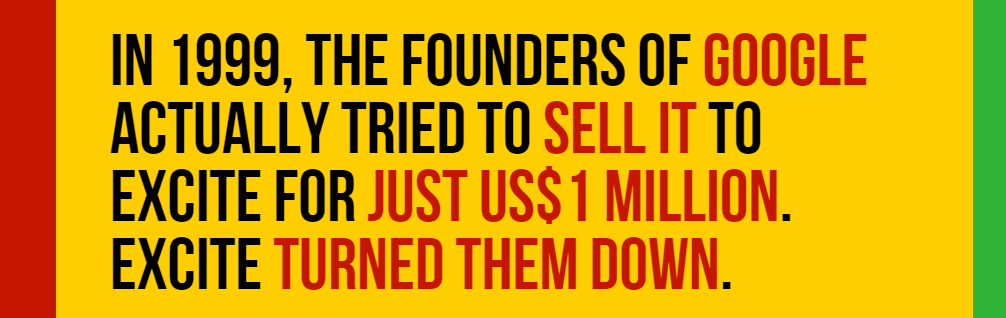 IN 1999, THE FOUNDERS OF GOOGLE
ACTUALLY TRIED TO SELL IT TO
EXCITE FOR JUST US$1 MILLION.
EXCITE TURNED THEM DOWN.